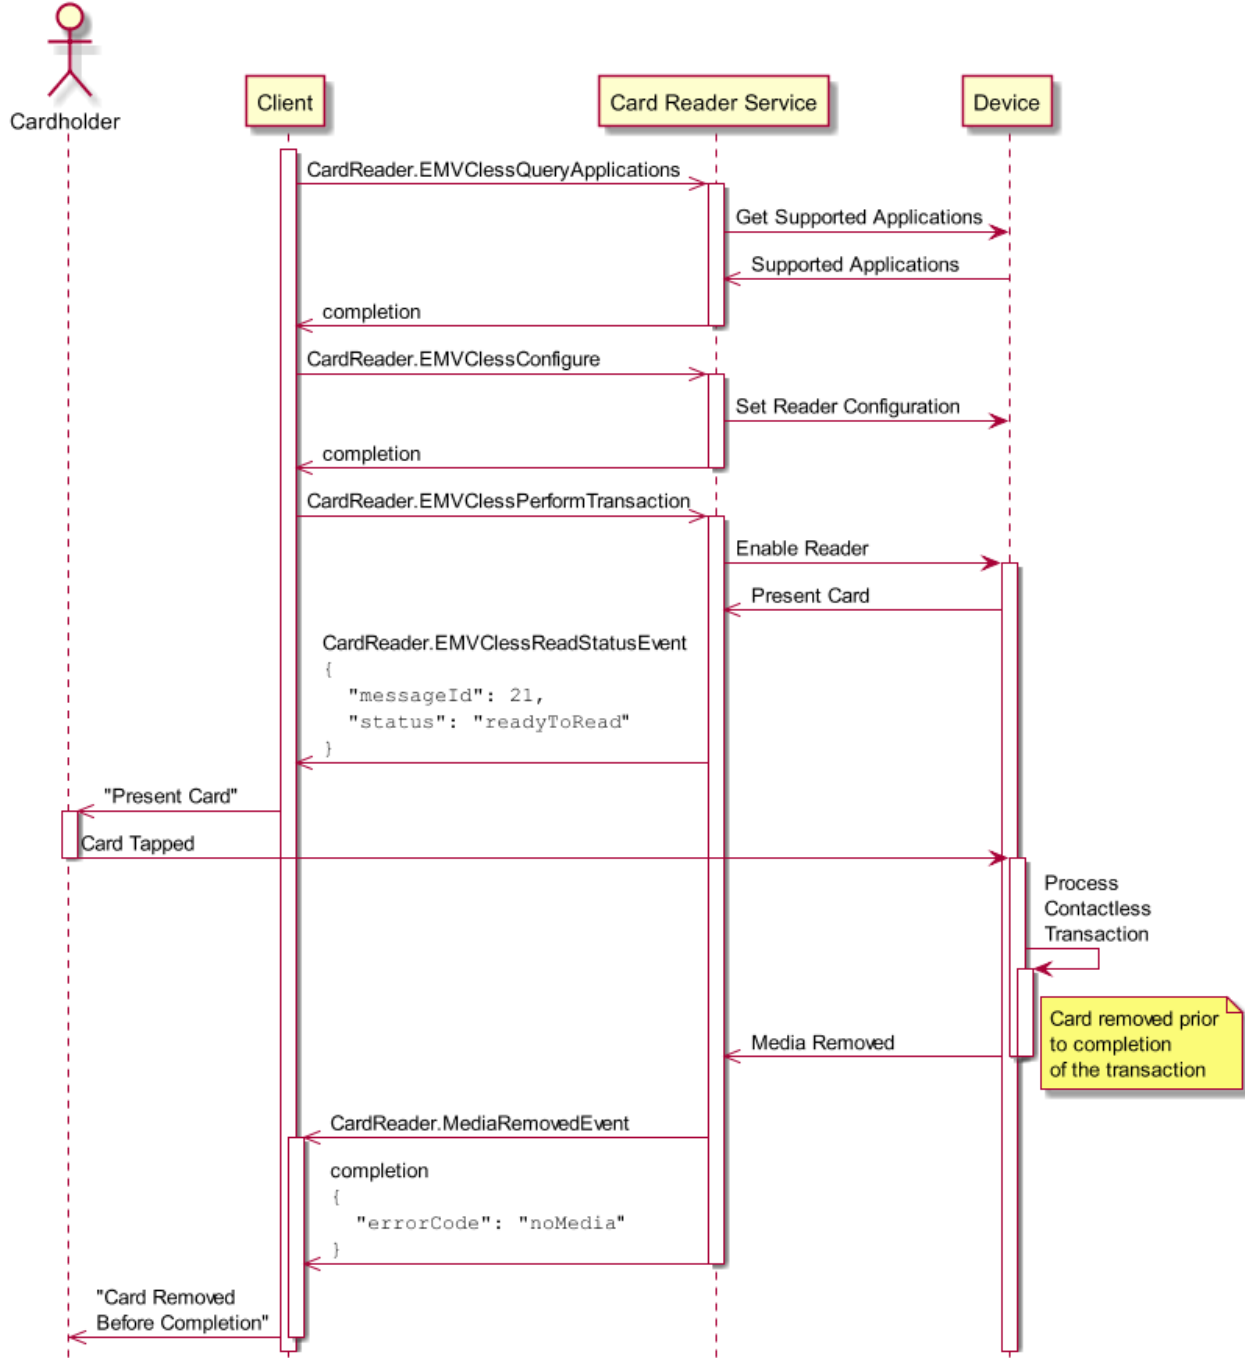 Cardholder
Client
Card Reader Service
Device
CardReader.EMVClessQueryApplications
Get Supported Applications
Supported Applications
completion
CardReader.EMVClessConfigure
Set Reader Configuration
completion
CardReader.EMVClessPerformTransaction
Enable Reader
Present Card
CardReader.EMVClessReadStatusEvent
{
"messageId": 21,
"status": "readyToRead"
}
"Present Card"
Card Tapped
Process
Contactless
Transaction
Card removed prior
to completion
of the transaction
Media Removed
CardReader.MediaRemovedEvent
completion
{
"errorCode": "noMedia"
}
"Card Removed
Before Completion"